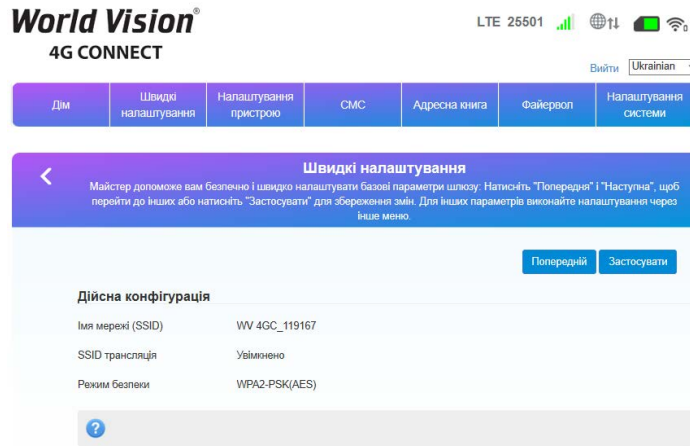 World Vision®
4G CONNECT
LTE 25501
Вийти Ukrainian
Дім
Швидкі налаштування
Налаштування пристрою
СМС
Адресна книга
Файервол
Налаштування системи
Швидкі налаштування
Майстер допоможе вам безпечно і швидко налаштувати базові параметри шлюзу: Натисніть "Попередня" і "Наступна", щоб
перейти до інших або натисніть "Застосувати" для збереження змін. Для інших параметрів виконайте налаштування через
інше меню.
Попередній Застосувати
Дійсна конфігурація
Імя мережі (SSID) WV 4GC_119167
SSID трансляція Увімкнено
Режим безпеки WPA2-PSK(AES)
?